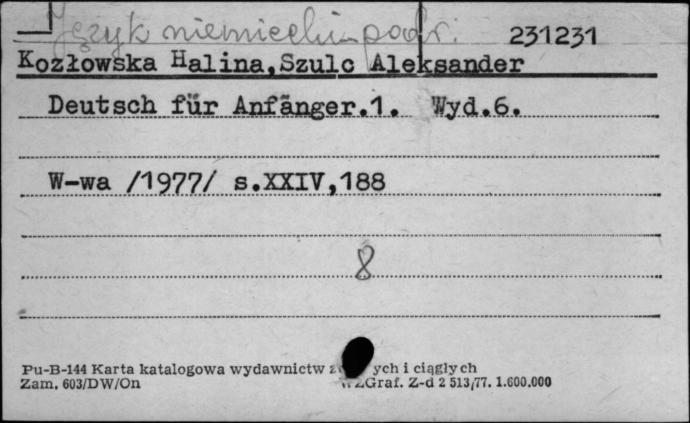 Język niemiecki-podr. 231231
Kozłowska Halina,Szulc Aleksander
Deutsch für Anfänger.1. Wyd.6.
W-wa /1977/ s.XXIV,188
8
Pu-B-144 Karta katalogowa wydawnictw ych i ciągłych
Zam. 603/DW/On WZGraf. Z-d 2 513/77. 1.600.000